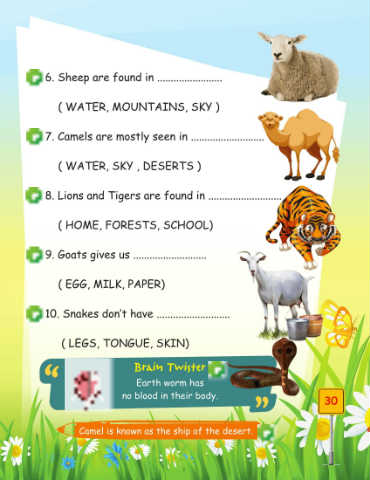 6. Sheep are found in .........................
( WATER, MOUNTAINS, SKY )
7. Camels are mostly seen in ............................
( WATER, SKY , DESERTS )
8. Lions and Tigers are found in ............................
( HOME, FORESTS, SCHOOL)
9. Goats gives us ............................
( EGG, MILK, PAPER)
10. Snakes don't have ............................
( LEGS, TONGUE, SKIN)
Brain Twister
“ Earth worm has
no blood in their body. ”
30
Camel is known as the ship of the desert.